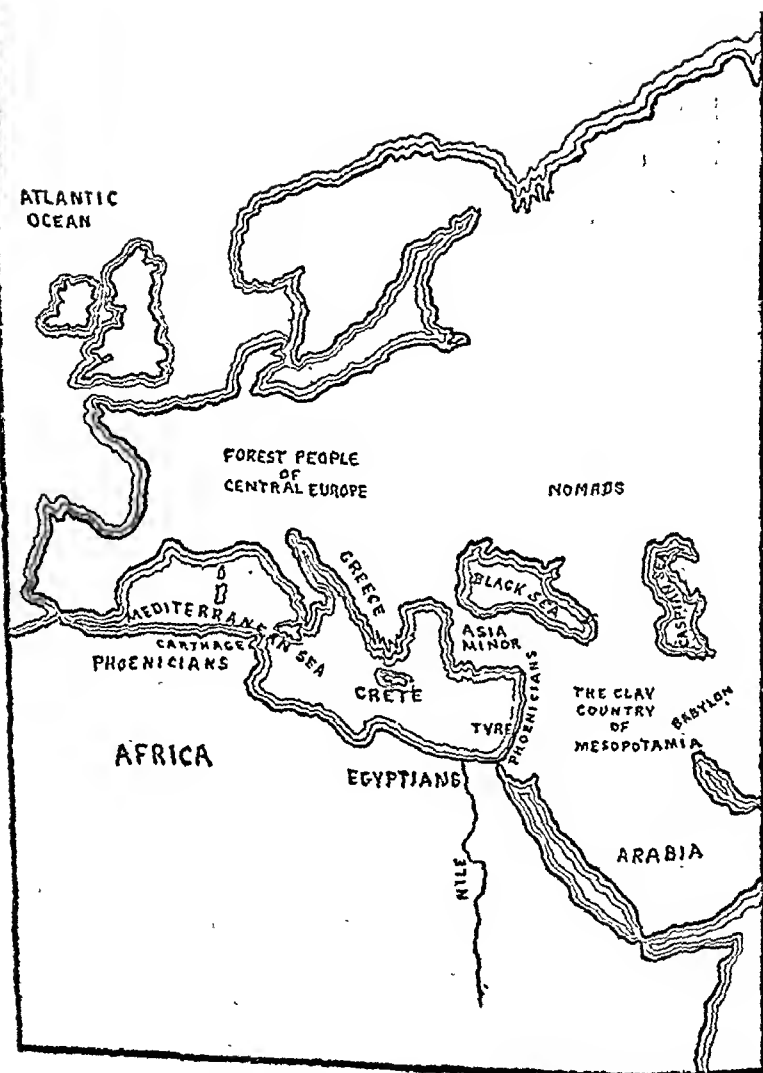 ATLANTIC
OCEAN
FOREST PEOPLE
OF
CENTRAL EUROPE
NOMADS
GREECE
BLACK SEA
CASPIAN SEA
MEDITERRANEAN SEA
CARTHAGE
PHOENICIANS
ASIA
MINOR
CRETE
TYRE
PHOENICIANS
THE CLAY
COUNTRY
OF
MESOPOTAMIA
BABYLON
AFRICA
EGYPTIANS
ARABIA
NILE